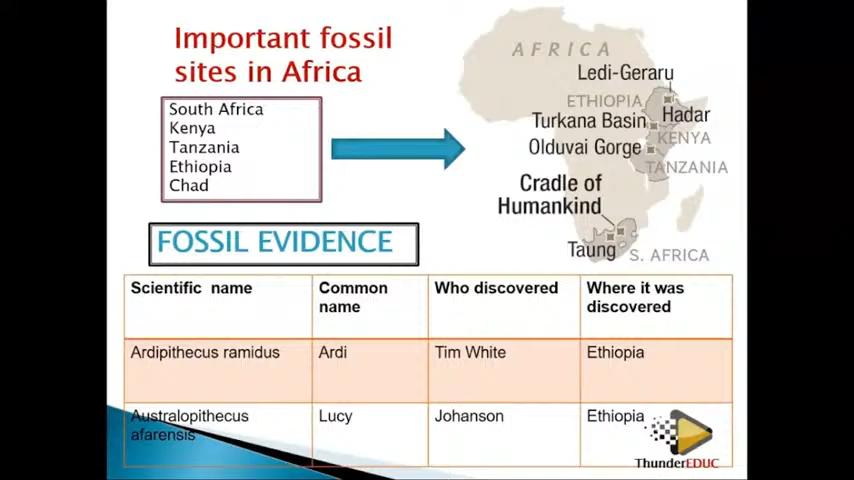 Important fossil
sites in Africa
South Africa
Kenya
Tanzania
Ethiopia
Chad
AFRICA
Ledi-Geraru
ETHIOPIA
Hadar
Turkana Basin
KENYA
Olduvai Gorge
TANZANIA
Cradle of
Humankind
Taung
S. AFRICA
FOSSIL EVIDENCE
Scientific name
Common
name
Who discovered
Where it was
discovered
Ardipithecus ramidus
Ardi
Tim White
Ethiopia
Australopithecus
afarensis
Lucy
Johanson
Ethiopia
ThunderEDUC